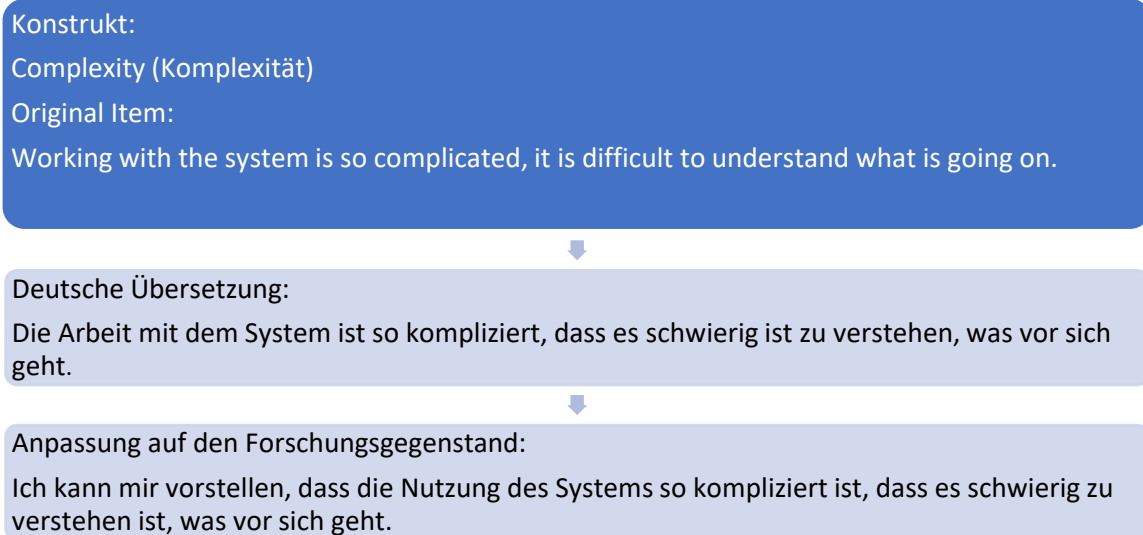 Konstrukt:
Complexity (Komplexität)
Original Item:
Working with the system is so complicated, it is difficult to understand what is going on.
Deutsche Übersetzung:
Die Arbeit mit dem System ist so kompliziert, dass es schwierig ist zu verstehen, was vor sich
geht.
Anpassung auf den Forschungsgegenstand:
Ich kann mir vorstellen, dass die Nutzung des Systems so kompliziert ist, dass es schwierig zu
verstehen ist, was vor sich geht.